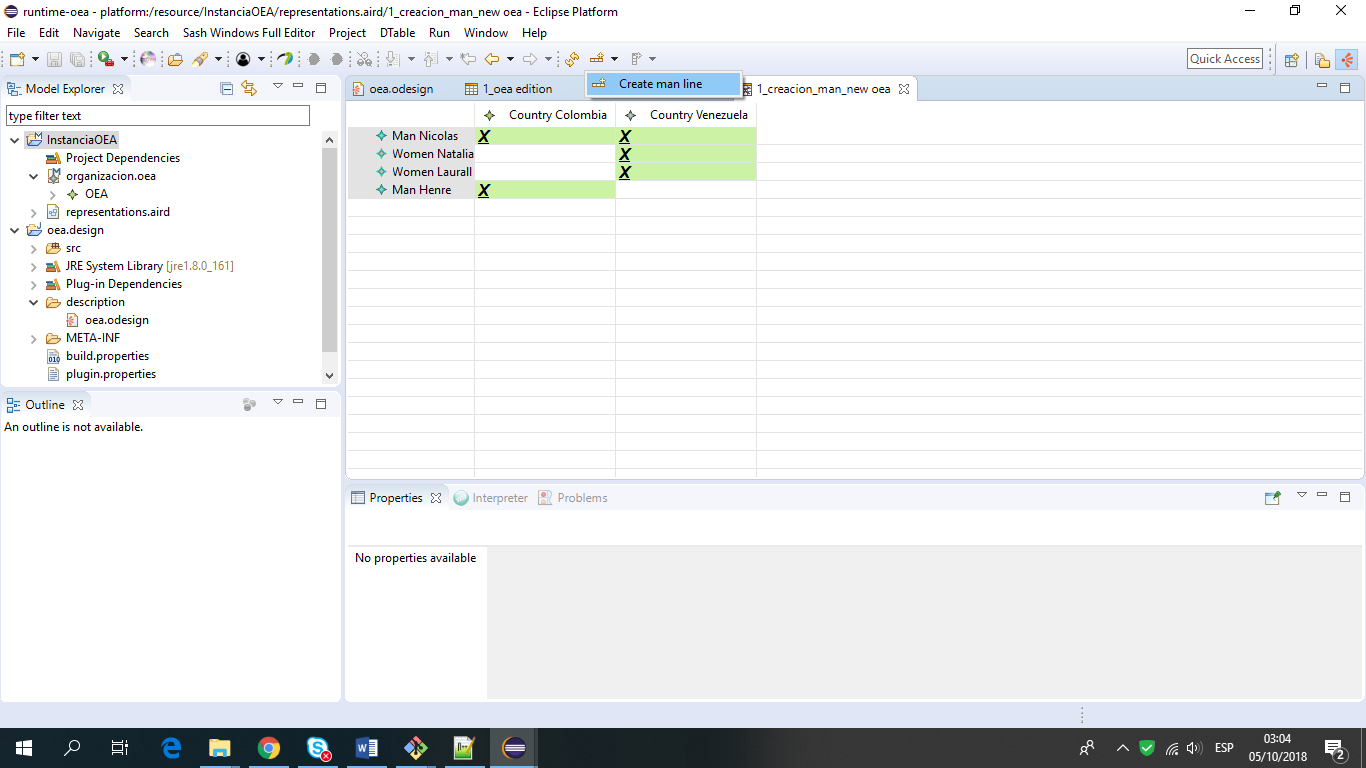 runtime-oea - platform:/resource/InstanciaOEA/representations.aird/1_creacion_man_new oea - Eclipse Platform
File Edit Navigate Search Sash Windows Full Editor Project DTable Run Window Help
Quick Access
Model Explorer
type filter text
InstanciaOEA
Project Dependencies
organizacion.oea
OEA
representations.aird
oea.design
src
JRE System Library [jre1.8.0_161]
Plug-in Dependencies
description
oea.odesign
META-INF
build.properties
plugin.properties
Outline
An outline is not available.
oea.odesign
1_oea edition
Create man line
1_creacion_man_new oea
Country Colombia Country Venezuela
Man Nicolas X X
Women Natalia X
Women Laurall X
Man Henre X
Properties Interpreter Problems
No properties available
ESP
03:04
05/10/2018
2